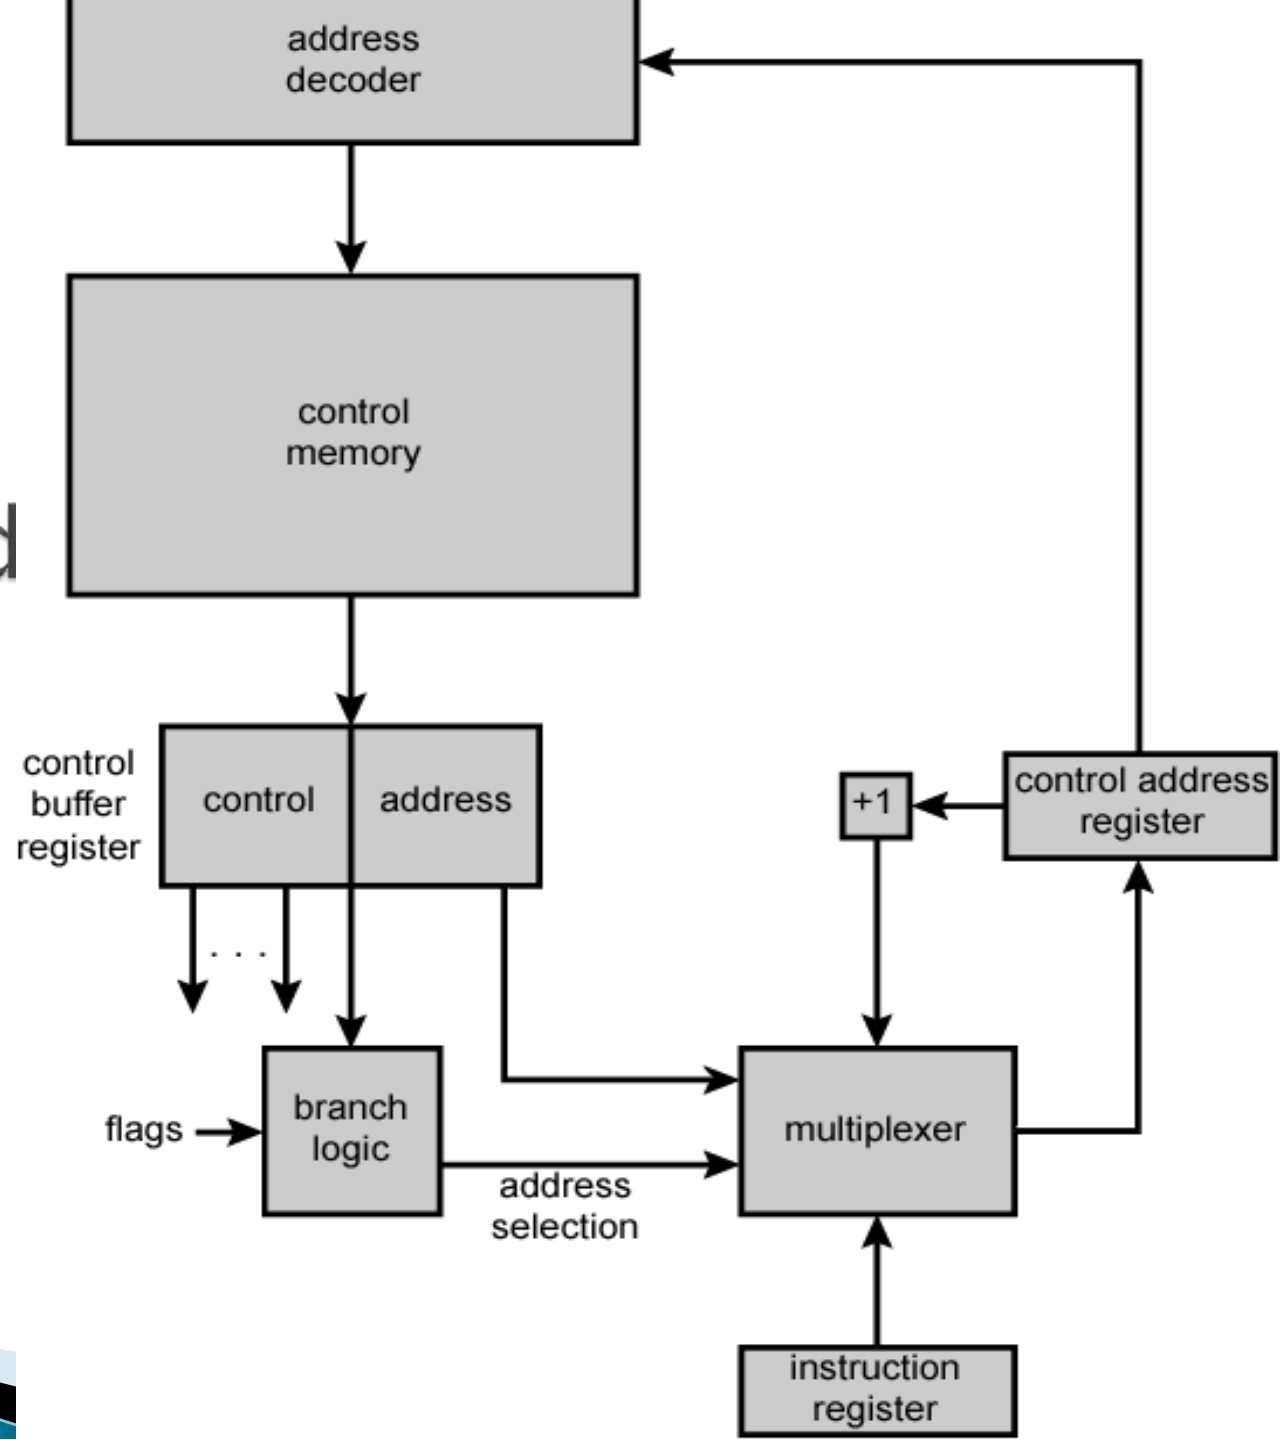 address
decoder
control
memory
d
control
buffer
register
control
address
+1
control address
register
. . .
flags
branch
logic
multiplexer
address
selection
instruction
register